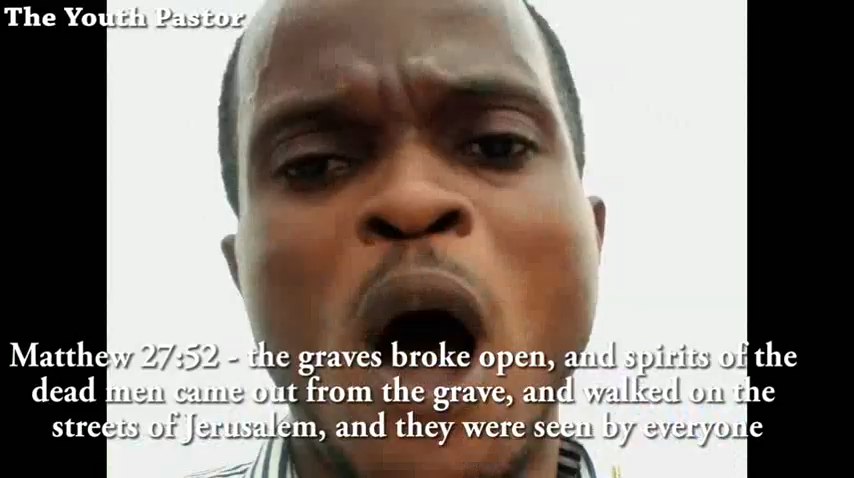 The Youth Pastor
Matthew 27:52 - the graves broke open, and spirits of the
dead men came out from the grave, and walked on the
streets of Jerusalem, and they were seen by everyone